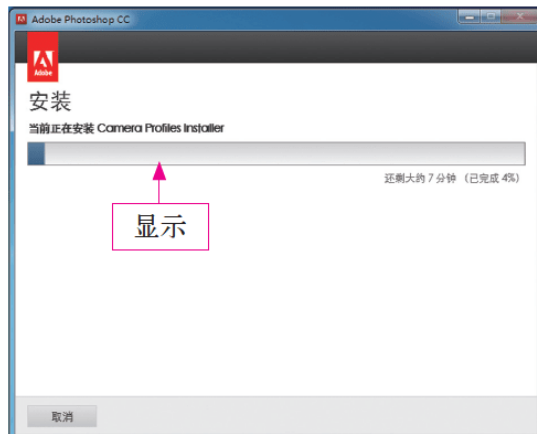 Adobe Photoshop CC
Adobe
安装
当前正在安装 Camera Profiles Installer
还剩大约 7 分钟 （已完成 4%）
显示
取消